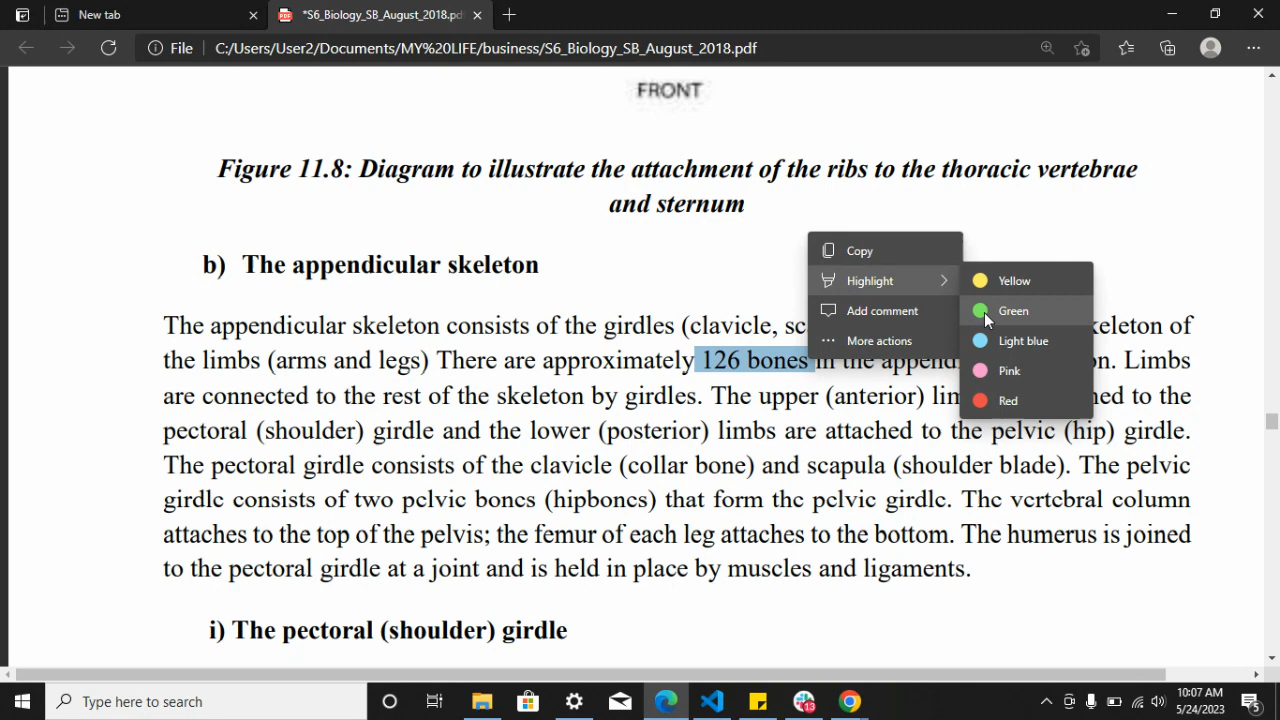 New tab
*S6_Biology_SB_August_2018.pd
File
C:/Users/User2/Documents/MY%20LIFE/business/S6_Biology_SB_August_2018.pdf
FRONT
Figure 11.8: Diagram to illustrate the attachment of the ribs to the thoracic vertebrae
and sternum
b) The appendicular skeleton
The appendicular skeleton consists of the girdles (clavicle, keleton of
the limbs (arms and legs) There are approximately 126 bones in the append on. Limbs
are connected to the rest of the skeleton by girdles. The upper (anterior) hed to the
pectoral (shoulder) girdle and the lower (posterior) limbs are attached to the pelvic (hip) girdle.
The pectoral girdle consists of the clavicle (collar bone) and scapula (shoulder blade). The pelvic
girdle consists of two pelvic bones (hipbones) that form the pelvic girdle. The vertebral column
attaches to the top of the pelvis; the femur of each leg attaches to the bottom. The humerus is joined
to the pectoral girdle at a joint and is held in place by muscles and ligaments.
i) The pectoral (shoulder) girdle
Copy
Highlight
Add comment
More actions
Yellow
Green
Light blue
Pink
Red
Type here to search
13
10:07 AM
5/24/2023
5